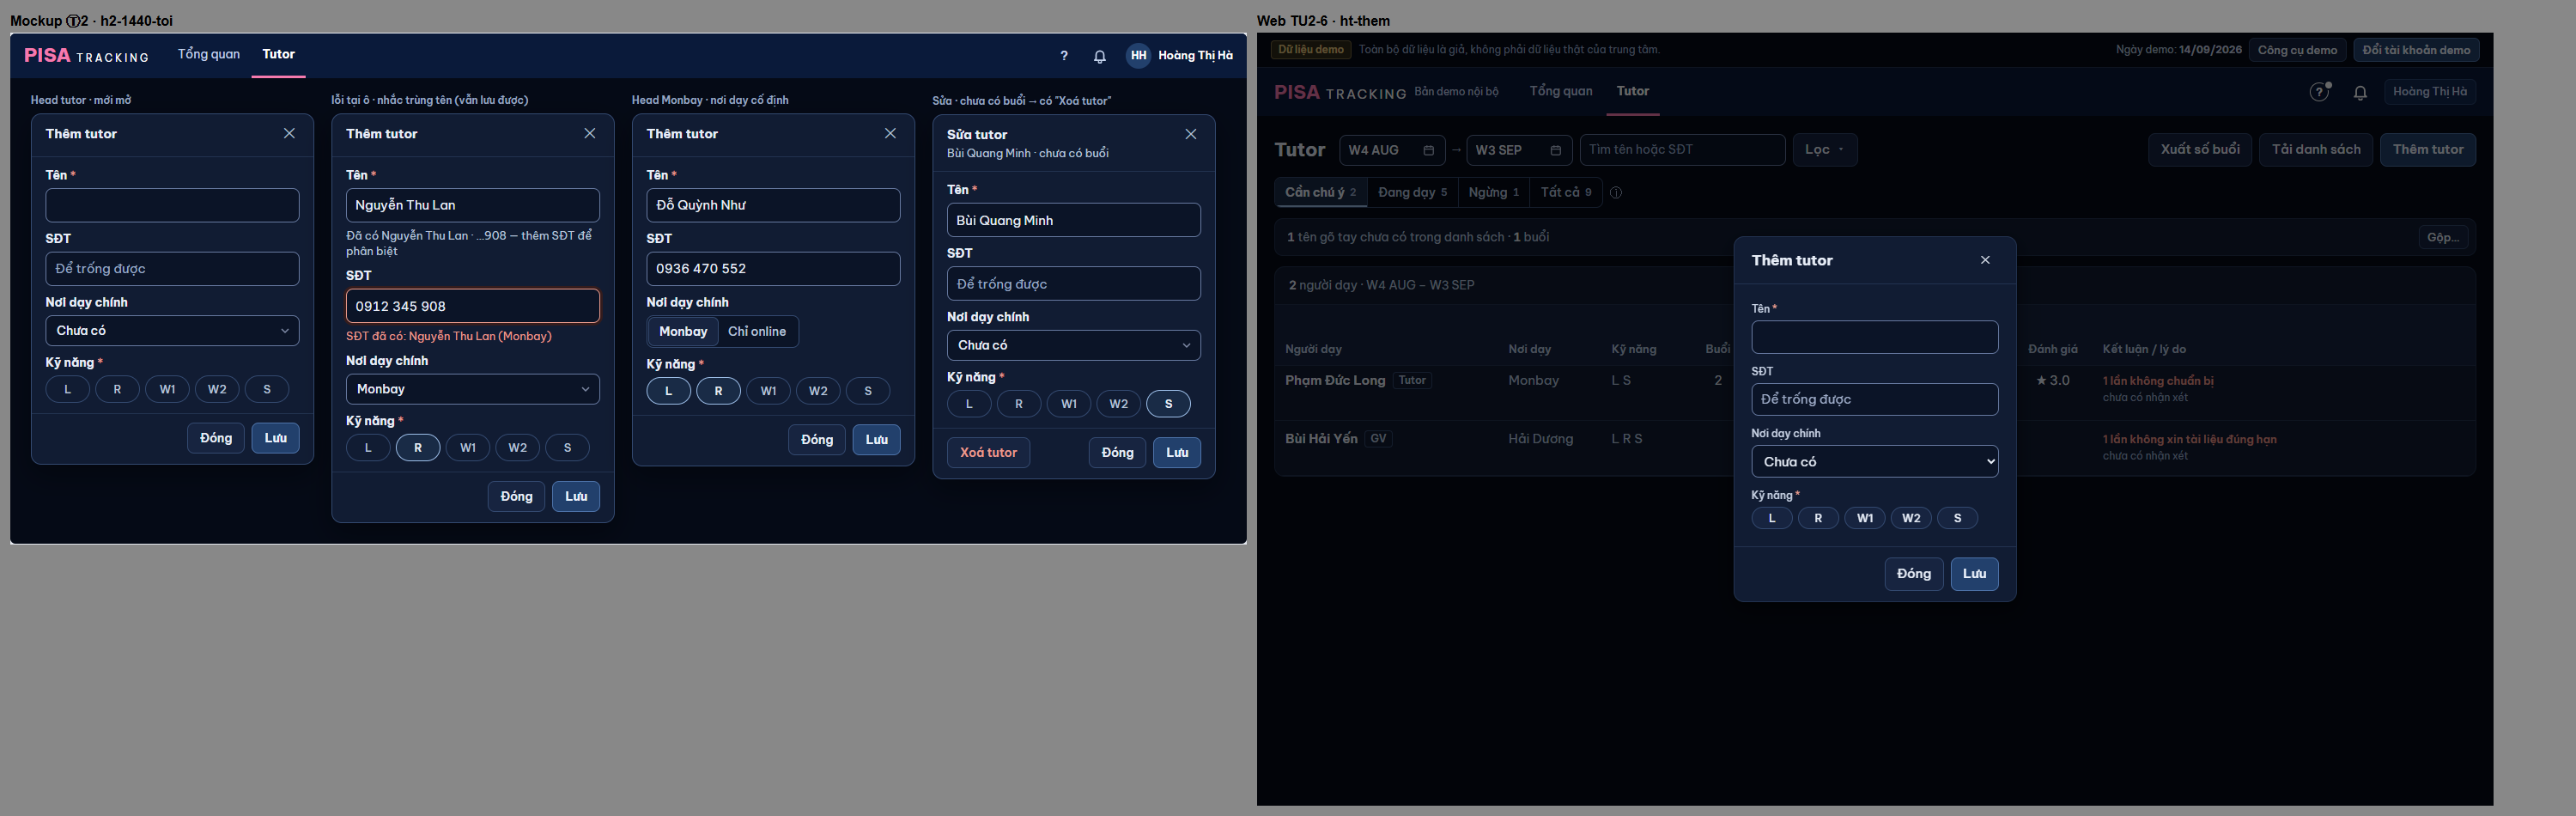 Mockup Ⓣ2 · h2-1440-toi
PISA TRACKING Tổng quan Tutor ? HH Hoàng Thị Hà
Head tutor · mới mở
Thêm tutor
Tên *
SĐT
Để trống được
Nơi dạy chính
Chưa có
Kỹ năng *
L R W1 W2 S
Đóng Lưu
lỗi tại ô · nhắc trùng tên (vẫn lưu được)
Thêm tutor
Tên *
Nguyễn Thu Lan
Đã có Nguyễn Thu Lan · …908 — thêm SĐT để
phân biệt
SĐT
0912 345 908
SĐT đã có: Nguyễn Thu Lan (Monbay)
Nơi dạy chính
Monbay
Kỹ năng *
L R W1 W2 S
Đóng Lưu
Head Monbay · nơi dạy cố định
Thêm tutor
Tên *
Đỗ Quỳnh Như
SĐT
0936 470 552
Nơi dạy chính
Monbay Chỉ online
Kỹ năng *
L R W1 W2 S
Đóng Lưu
Sửa · chưa có buổi → có "Xoá tutor"
Sửa tutor
Bùi Quang Minh · chưa có buổi
Tên *
Bùi Quang Minh
SĐT
Để trống được
Nơi dạy chính
Chưa có
Kỹ năng *
L R W1 W2 S
Xoá tutor Đóng Lưu
Web TU2-6 · ht-them
Dữ liệu demo Toàn bộ dữ liệu là giả, không phải dữ liệu thật của trung tâm. Ngày demo: 14/09/2026 Công cụ demo Đổi tài khoản demo
PISA TRACKING Bản demo nội bộ Tổng quan Tutor ? Hoàng Thị Hà
Tutor W4 AUG → W3 SEP Tìm tên hoặc SĐT Lọc Xuất số buổi Tải danh sách Thêm tutor
Cần chú ý 2 Đang dạy 5 Ngừng 1 Tất cả 9
1 tên gõ tay chưa có trong danh sách · 1 buổi Gộp…
2 người dạy · W4 AUG – W3 SEP
Người dạy Nơi dạy Kỹ năng Buổi Đánh giá Kết luận / lý do
Phạm Đức Long Tutor Monbay L S 2 ★ 3.0 1 lần không chuẩn bị
chưa có nhận xét
Bùi Hải Yến GV Hải Dương L R S 1 lần không xin tài liệu đúng hạn
chưa có nhận xét
Thêm tutor
Tên *
SĐT
Để trống được
Nơi dạy chính
Chưa có
Kỹ năng *
L R W1 W2 S
Đóng Lưu